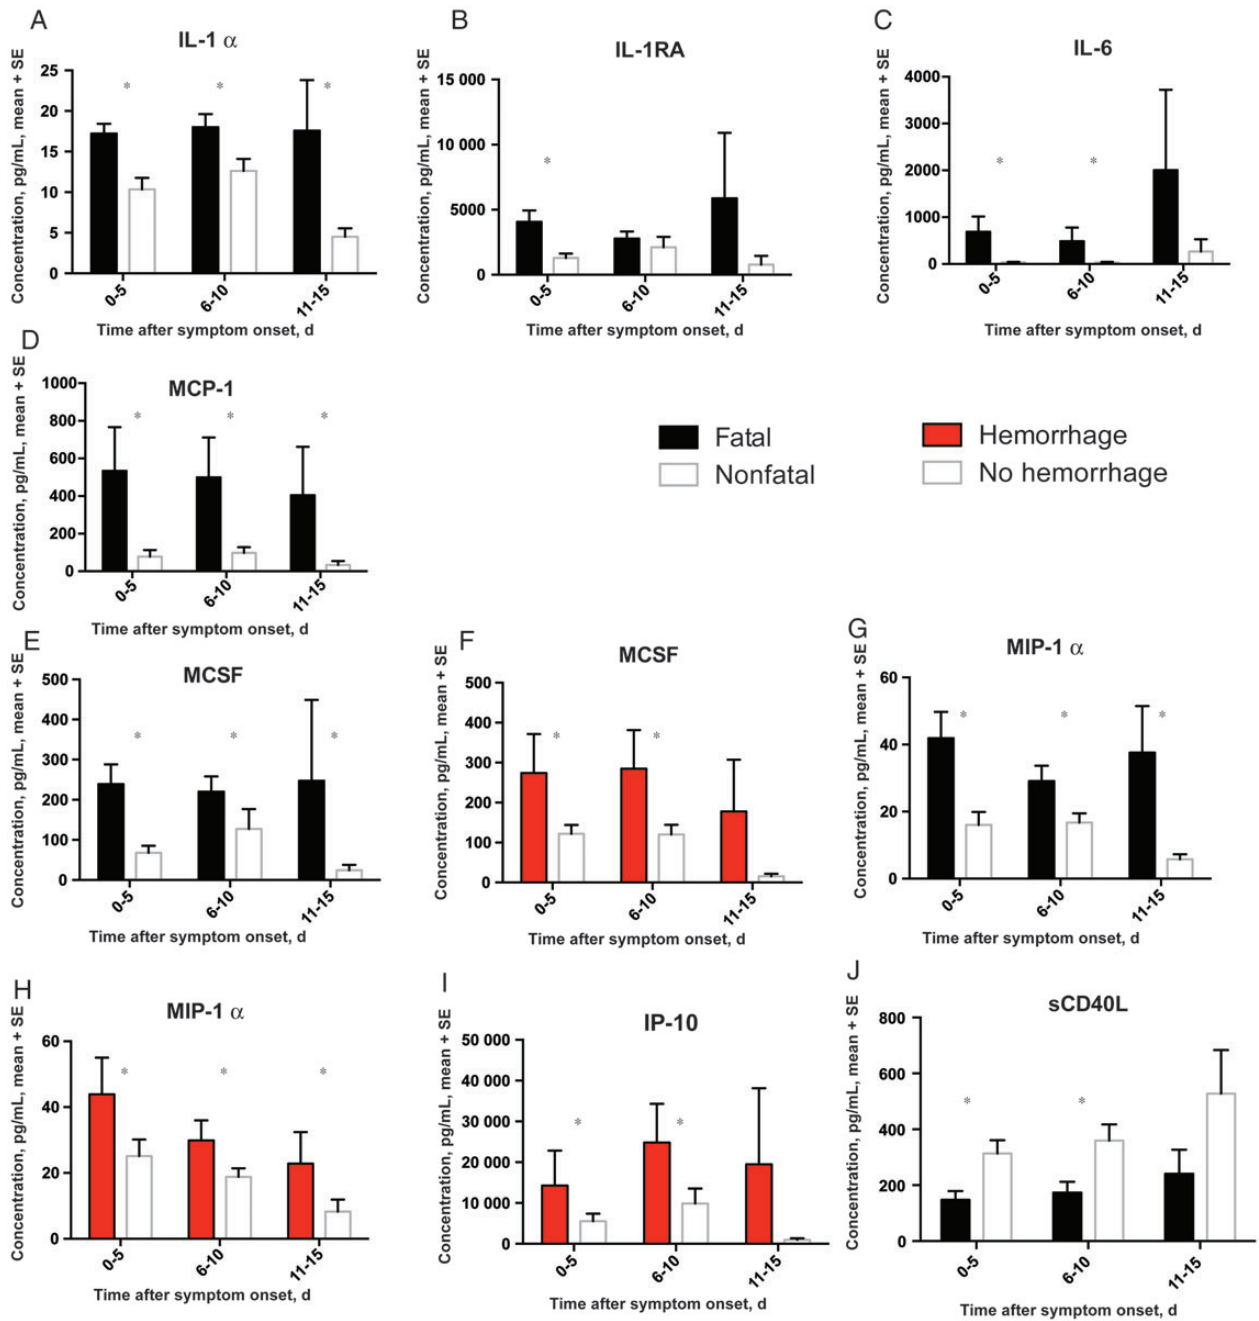 A
IL-1 α
Concentration, pg/mL, mean + SE
25
20
15
10
5
0
*
*
*
0-5
6-10
11-15
Time after symptom onset, d
B
IL-1RA
Concentration, pg/mL, mean + SE
15 000
10 000
5000
0
*
0-5
6-10
11-15
Time after symptom onset, d
C
IL-6
Concentration, pg/mL, mean + SE
4000
3000
2000
1000
0
*
*
0-5
6-10
11-15
Time after symptom onset, d
D
MCP-1
Concentration, pg/mL, mean + SE
1000
800
600
400
200
0
*
*
*
0-5
6-10
11-15
Time after symptom onset, d
Fatal
Nonfatal
Hemorrhage
No hemorrhage
E
MCSF
Concentration, pg/mL, mean + SE
500
400
300
200
100
0
*
*
*
0-5
6-10
11-15
Time after symptom onset, d
F
MCSF
Concentration, pg/mL, mean + SE
500
400
300
200
100
0
*
*
0-5
6-10
11-15
Time after symptom onset, d
G
MIP-1 α
Concentration, pg/mL, mean + SE
60
40
20
0
*
*
*
0-5
6-10
11-15
Time after symptom onset, d
H
MIP-1 α
Concentration, pg/mL, mean + SE
60
40
20
0
*
*
*
0-5
6-10
11-15
Time after symptom onset, d
I
IP-10
Concentration, pg/mL, mean + SE
50 000
40 000
30 000
20 000
10 000
0
*
*
0-5
6-10
11-15
Time after symptom onset, d
J
sCD40L
Concentration, pg/mL, mean + SE
800
600
400
200
0
*
*
0-5
6-10
11-15
Time after symptom onset, d